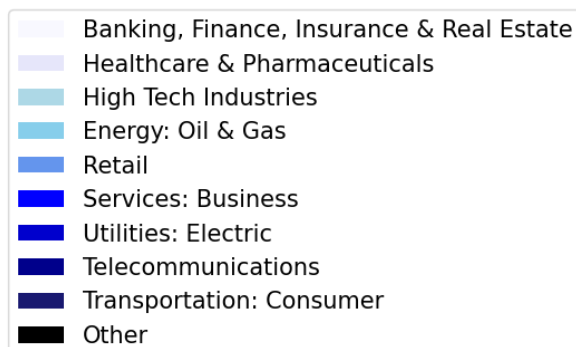 Banking, Finance, Insurance & Real Estate
Healthcare & Pharmaceuticals
High Tech Industries
Energy: Oil & Gas
Retail
Services: Business
Utilities: Electric
Telecommunications
Transportation: Consumer
Other